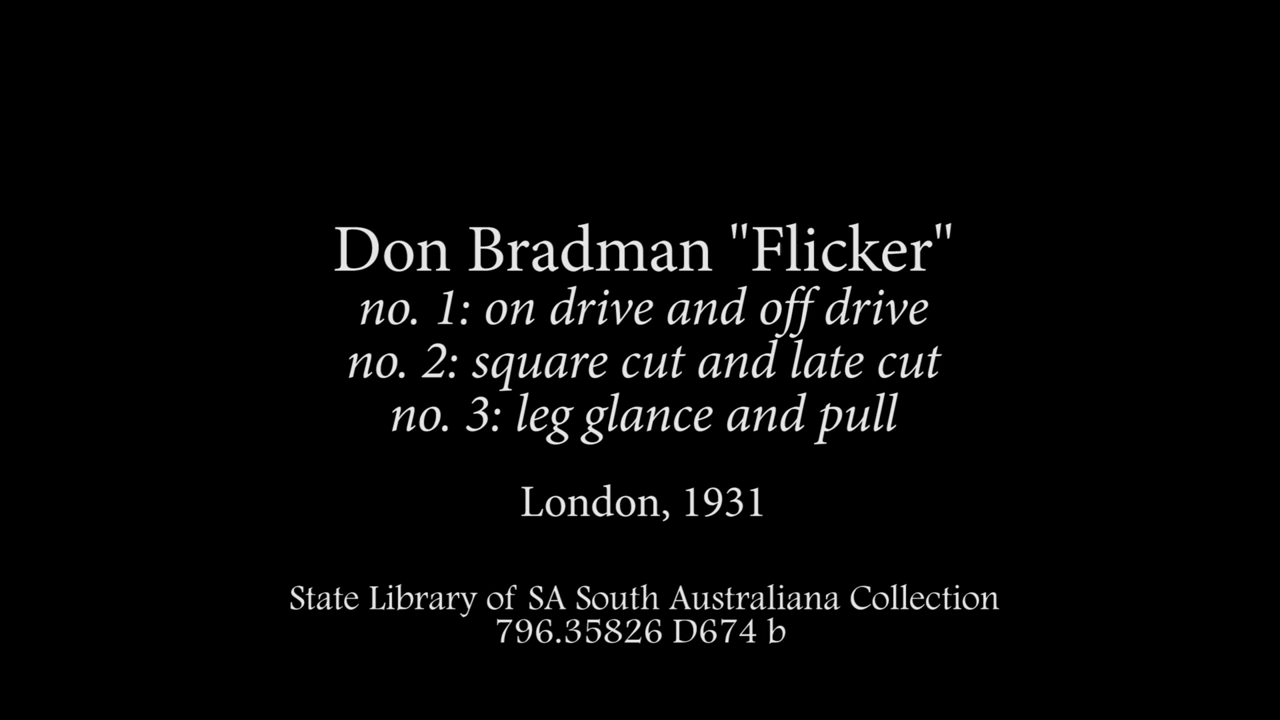 Don Bradman "Flicker"
no. 1: on drive and off drive
no. 2: square cut and late cut
no. 3: leg glance and pull
London, 1931
State Library of SA South Australiana Collection
796.35826 D674 b